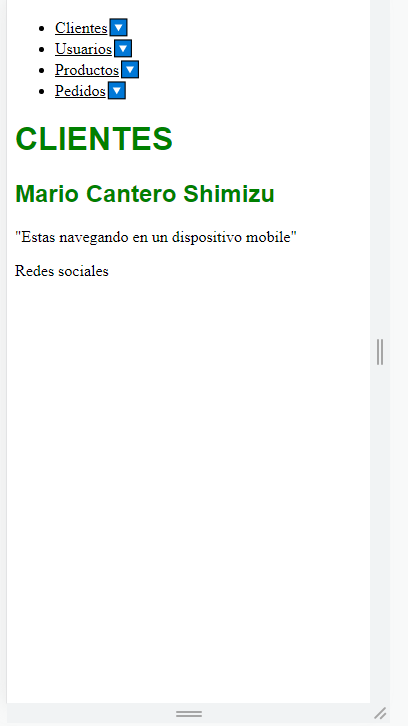 Clientes🔽
Usuarios🔽
Productos🔽
Pedidos🔽
CLIENTES
Mario Cantero Shimizu
"Estas navegando en un dispositivo mobile"
Redes sociales